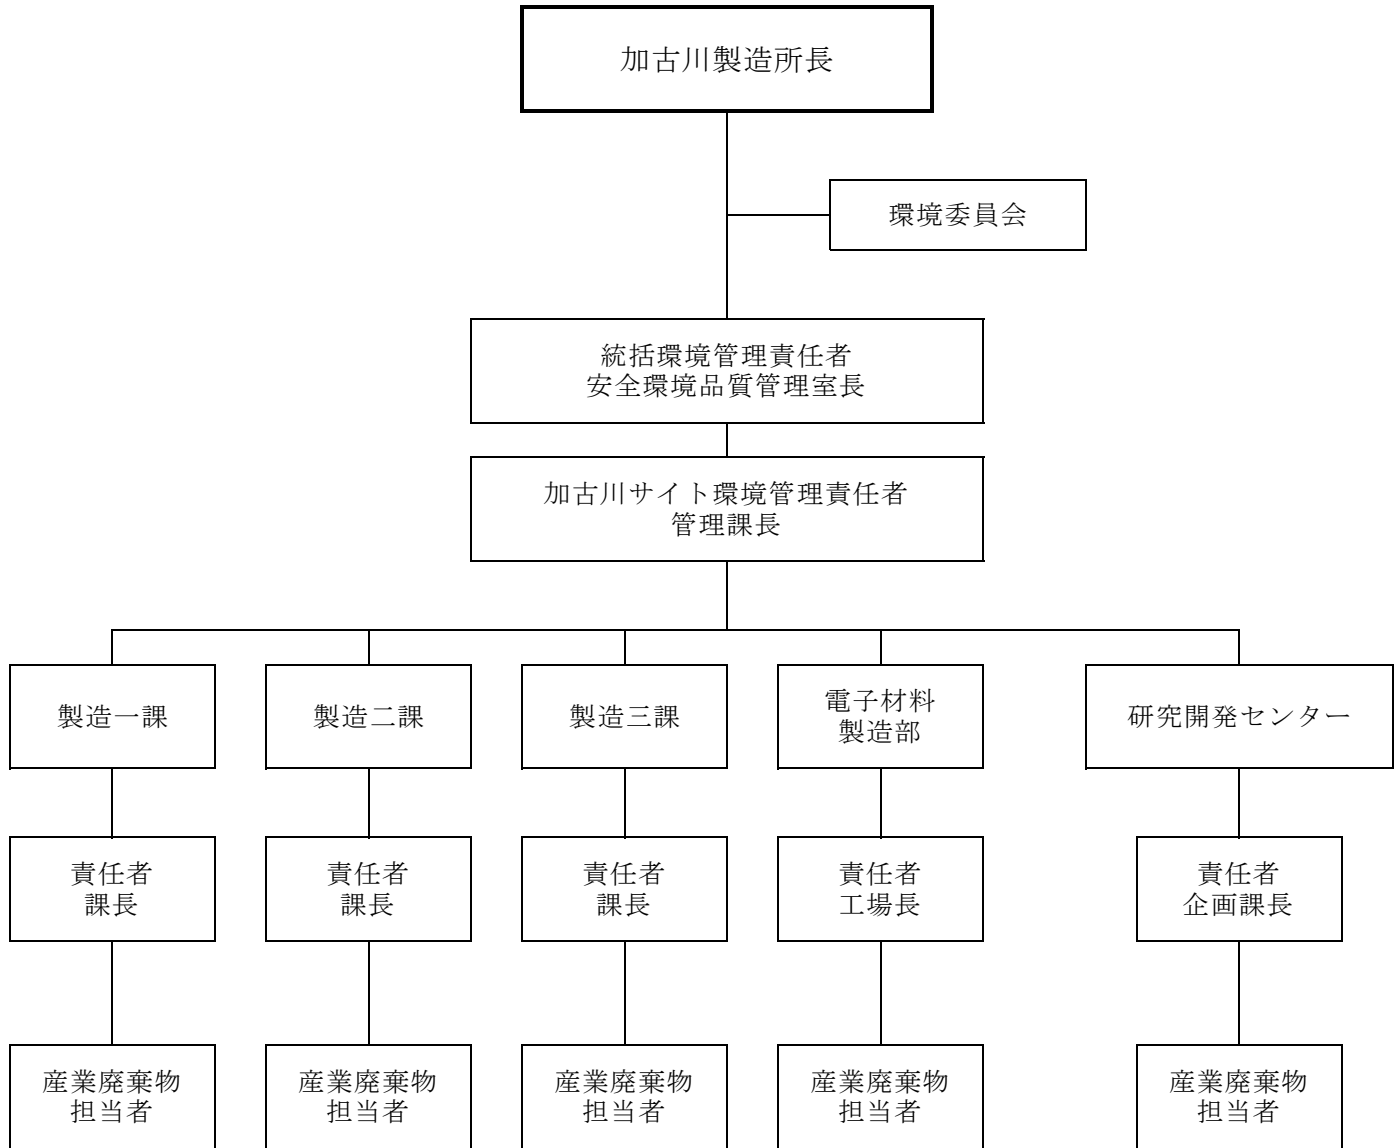 加古川製造所長
環境委員会
統括環境管理責任者
安全環境品質管理室長
加古川サイト環境管理責任者
管理課長
製造一課
製造二課
製造三課
電子材料
製造部
研究開発センター
責任者
課長
責任者
課長
責任者
課長
責任者
工場長
責任者
企画課長
産業廃棄物
担当者
産業廃棄物
担当者
産業廃棄物
担当者
産業廃棄物
担当者
産業廃棄物
担当者